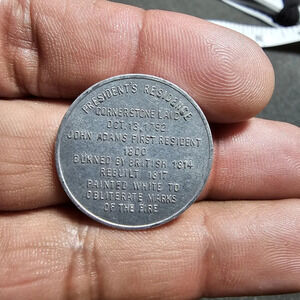 PRESIDENT'S RESIDENCE
CORNERSTONE LAID
OCT. 13, 1792
JOHN ADAMS FIRST RESIDENT
1800
BURNED BY BRITISH 1814
REBUILT 1817
PAINTED WHITE TO
OBLITERATE MARKS
OF THE FIRE